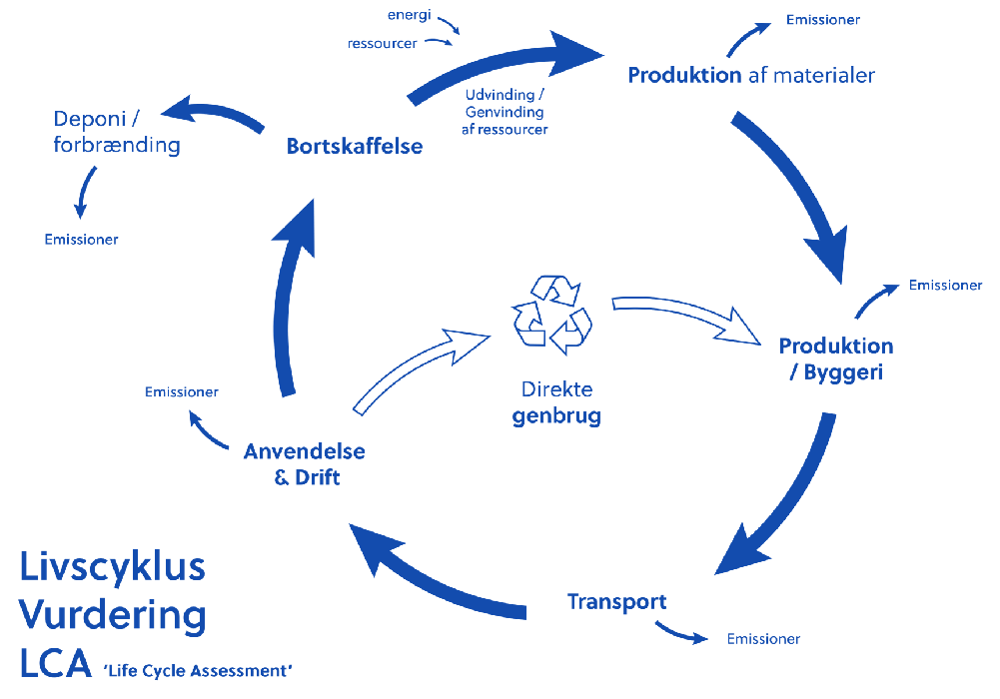 energi
ressourcer
Emissioner
Produktion af materialer
Udvinding /
Genvinding
af ressourcer
Deponi /
forbrænding
Bortskaffelse
Emissioner
Emissioner
Produktion
/ Byggeri
Direkte
genbrug
Emissioner
Anvendelse
& Drift
Transport
Emissioner
Livscyklus
Vurdering
LCA 'Life Cycle Assessment'